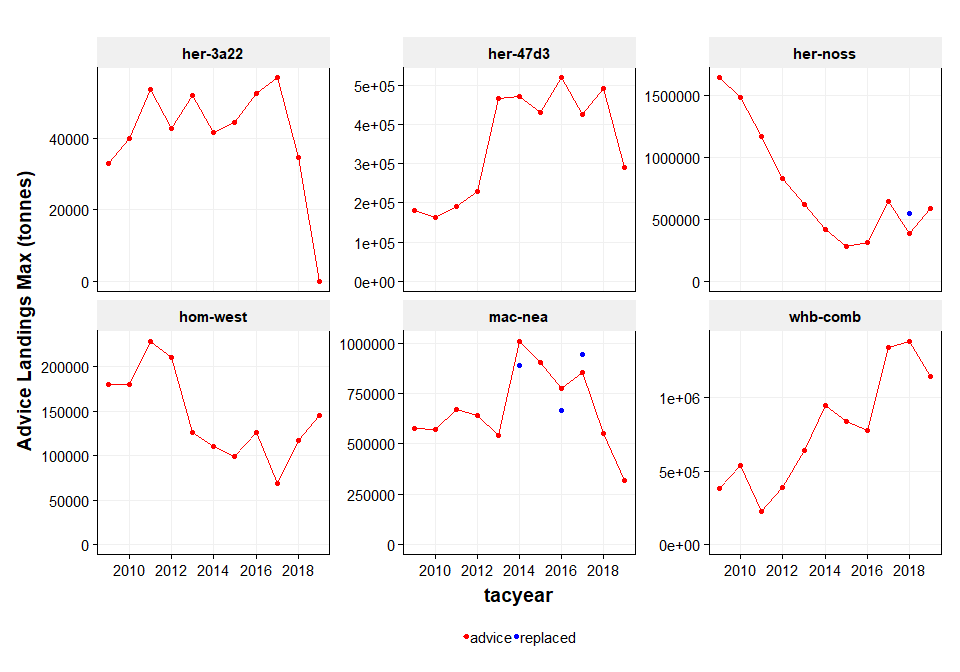 her-3a22 her-47d3 her-noss
40000
20000
0
5e+05
4e+05
3e+05
2e+05
1e+05
0e+00
1500000
1000000
500000
0
Advice Landings Max (tonnes)
hom-west mac-nea whb-comb
200000
150000
100000
50000
0
1000000
750000
500000
250000
0
1e+06
5e+05
0e+00
2010 2012 2014 2016 2018 2010 2012 2014 2016 2018 2010 2012 2014 2016 2018
tacyear
advice replaced